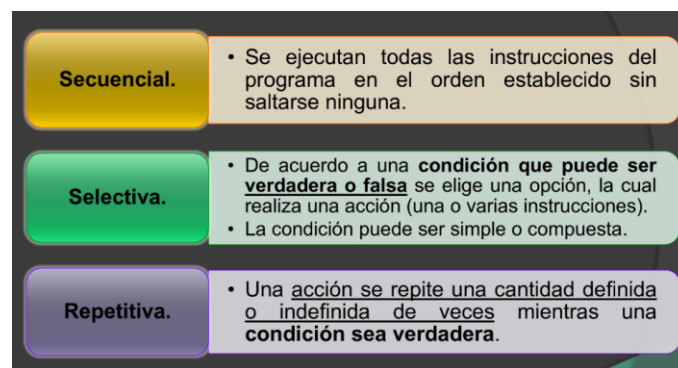 Secuencial.
• Se ejecutan todas las instrucciones del
programa en el orden establecido sin
saltarse ninguna.
Selectiva.
• De acuerdo a una condición que puede ser
verdadera o falsa se elige una opción, la cual
realiza una acción (una o varias instrucciones).
• La condición puede ser simple o compuesta.
Repetitiva.
• Una acción se repite una cantidad definida
o indefinida de veces mientras una
condición sea verdadera.